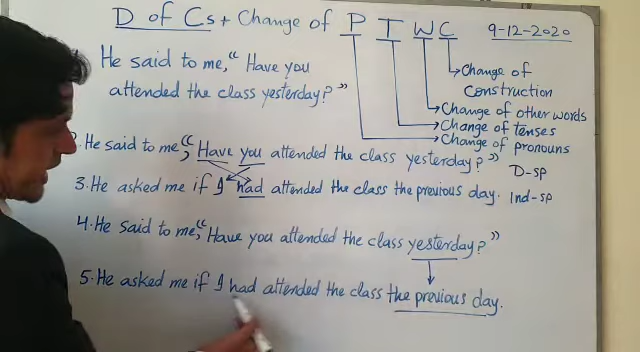 D of Cs + Change of P T W C 9-12-2020
He said to me, "Have you
attended the class yesterday?"
Change of
construction
Change of other words
Change of tenses
Change of pronouns
2. He said to me, "Have you attended the class yesterday?" D-sp
3. He asked me if I had attended the class the previous day. Ind-sp
4. He said to me, "Have you attended the class yesterday?"
5. He asked me if I had attended the class the previous day.